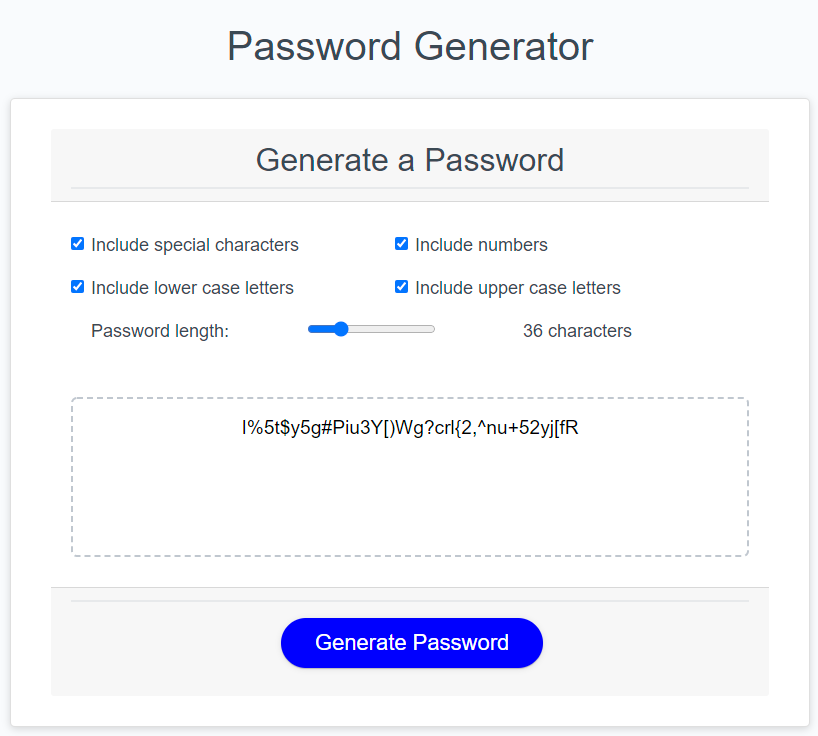 Password Generator
Generate a Password
Include special characters
Include numbers
Include lower case letters
Include upper case letters
Password length:
36 characters
l%5t$y5g#Piu3Y[)Wg?crl{2,^nu+52yj[fR
Generate Password